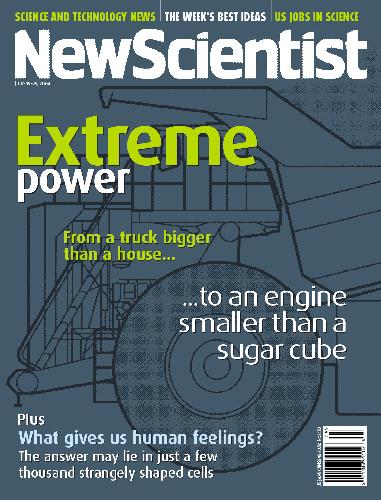 SCIENCE AND TECHNOLOGY NEWS | THE WEEK'S BEST IDEAS | US JOBS IN SCIENCE
NewScientist
Extreme
power
From a truck bigger
than a house...
...to an engine
smaller than a
sugar cube
Plus
What gives us human feelings?
The answer may lie in just a few
thousand strangely shaped cells